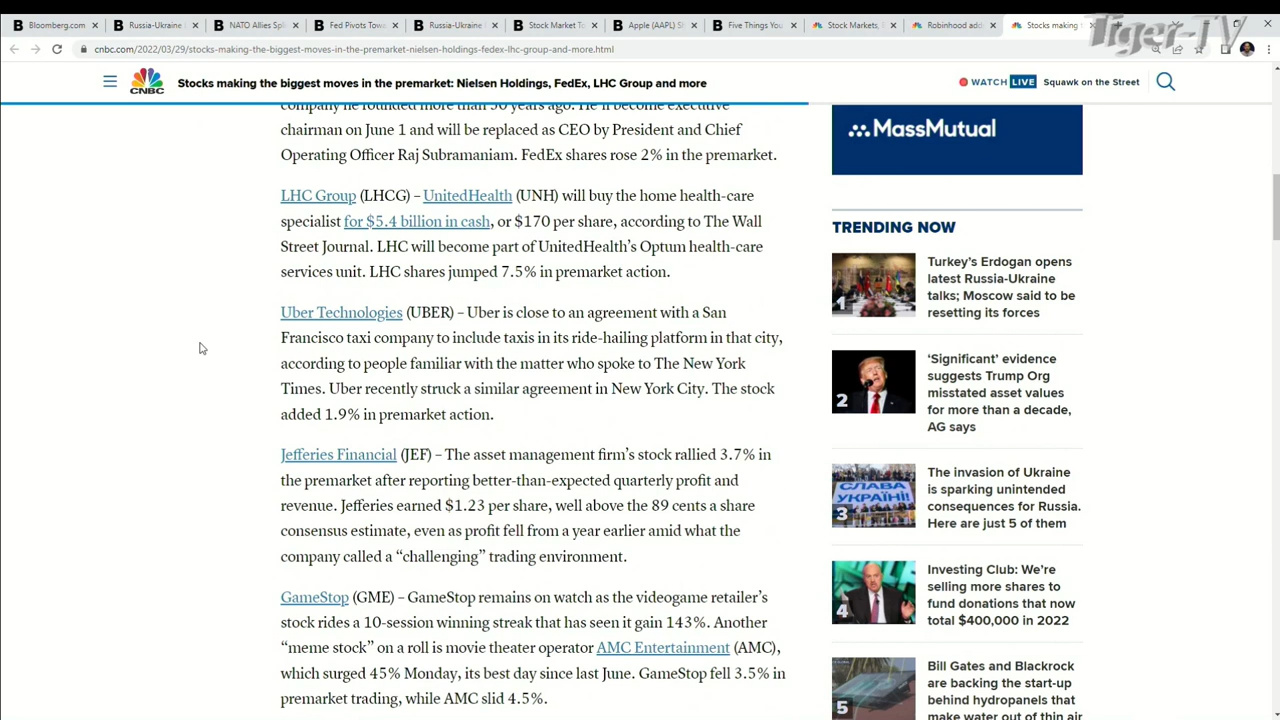 Bloomberg.com
Russia-Ukraine
NATO Allies Sp
Fed Pivots Towa
Russia-Ukraine
Stock Market To
Apple (AAPL) S
Five Things You
Stock Markets,
Robinhood add
Stocks making t
Tiger-TV
cnbc.com/2022/03/29/stocks-making-the-biggest-moves-in-the-premarket-nielsen-holdings-fedex-lhc-group-and-more.html
CNBC
Stocks making the biggest moves in the premarket: Nielsen Holdings, FedEx, LHC Group and more
WATCH LIVE Squawk on the Street
company he founded more than 50 years ago. He'll become executive
chairman on June 1 and will be replaced as CEO by President and Chief
Operating Officer Raj Subramaniam. FedEx shares rose 2% in the premarket.
LHC Group (LHCG) – UnitedHealth (UNH) will buy the home health-care
specialist for $5.4 billion in cash, or $170 per share, according to The Wall
Street Journal. LHC will become part of UnitedHealth's Optum health-care
services unit. LHC shares jumped 7.5% in premarket action.
Uber Technologies (UBER) – Uber is close to an agreement with a San
Francisco taxi company to include taxis in its ride-hailing platform in that city,
according to people familiar with the matter who spoke to The New York
Times. Uber recently struck a similar agreement in New York City. The stock
added 1.9% in premarket action.
Jefferies Financial (JEF) – The asset management firm's stock rallied 3.7% in
the premarket after reporting better-than-expected quarterly profit and
revenue. Jefferies earned $1.23 per share, well above the 89 cents a share
consensus estimate, even as profit fell from a year earlier amid what the
company called a “challenging” trading environment.
GameStop (GME) – GameStop remains on watch as the videogame retailer's
stock rides a 10-session winning streak that has seen it gain 143%. Another
“meme stock” on a roll is movie theater operator AMC Entertainment (AMC),
which surged 45% Monday, its best day since last June. GameStop fell 3.5% in
premarket trading, while AMC slid 4.5%.
MassMutual
TRENDING NOW
1
Turkey's Erdogan opens
latest Russia-Ukraine
talks; Moscow said to be
resetting its forces
2
‘Significant’ evidence
suggests Trump Org
misstated asset values
for more than a decade,
AG says
СЛАВА
УКРАЇНІ!
3
The invasion of Ukraine
is sparking unintended
consequences for Russia.
Here are just 5 of them
4
Investing Club: We're
selling more shares to
fund donations that now
total $400,000 in 2022
5
Bill Gates and Blackrock
are backing the start-up
behind hydropanels that
make water out of thin air